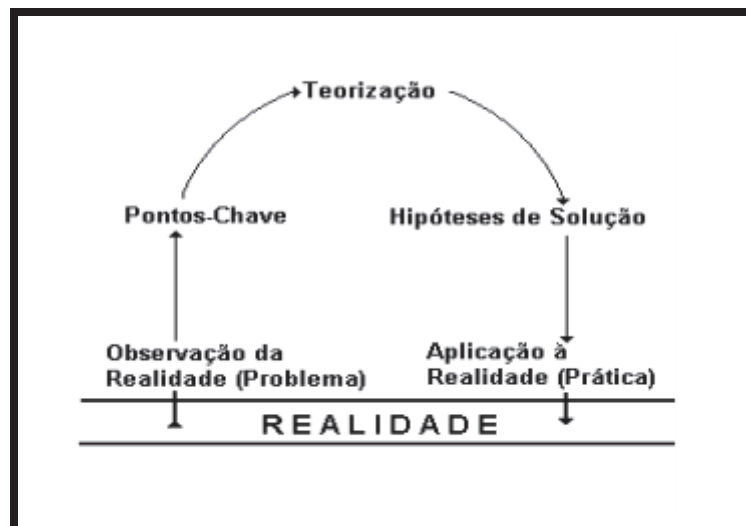 Teorização
Pontos-Chave
Hipóteses de Solução
Observação da
Realidade (Problema)
Aplicação à
Realidade (Prática)
REALIDADE